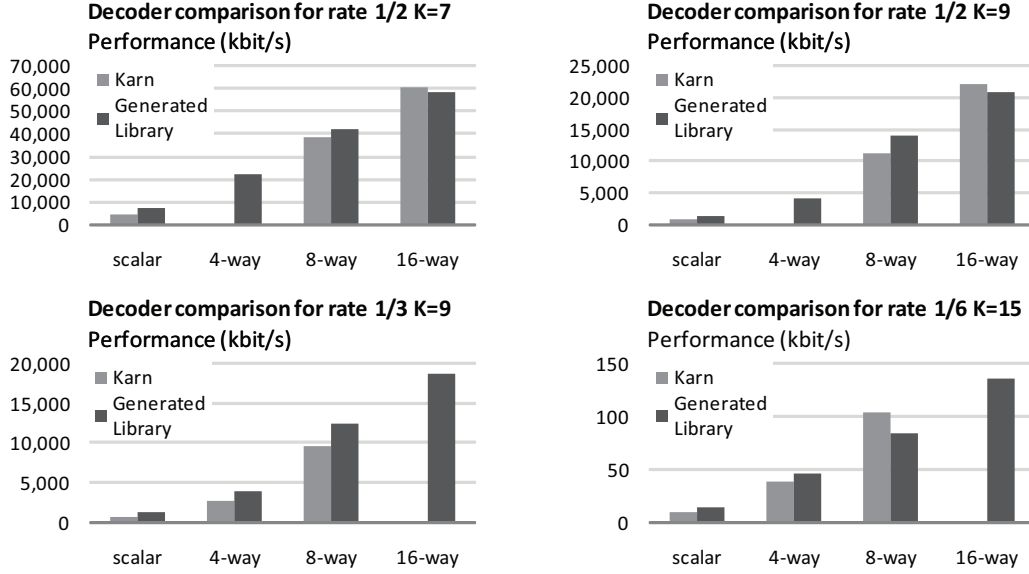 Decoder comparison for rate 1/2 K=7
Performance (kbit/s)
70,000
60,000
50,000
40,000
30,000
20,000
10,000
0
Karn
Generated
Library
scalar 4-way 8-way 16-way
Decoder comparison for rate 1/2 K=9
Performance (kbit/s)
25,000
20,000
15,000
10,000
5,000
0
Karn
Generated
Library
scalar 4-way 8-way 16-way
Decoder comparison for rate 1/3 K=9
Performance (kbit/s)
20,000
15,000
10,000
5,000
0
Karn
Generated
Library
scalar 4-way 8-way 16-way
Decoder comparison for rate 1/6 K=15
Performance (kbit/s)
150
100
50
0
Karn
Generated
Library
scalar 4-way 8-way 16-way